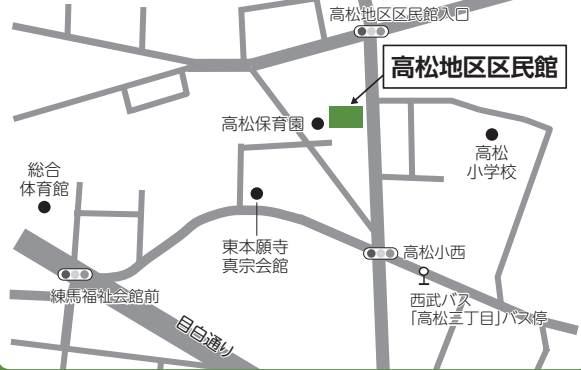 高松地区区民館入口
高松地区区民館
高松保育園
高松
小学校
総合
体育館
東本願寺
真宗会館
高松小西
練馬福祉会館前
西武バス
「高松三丁目」バス停
目白通り